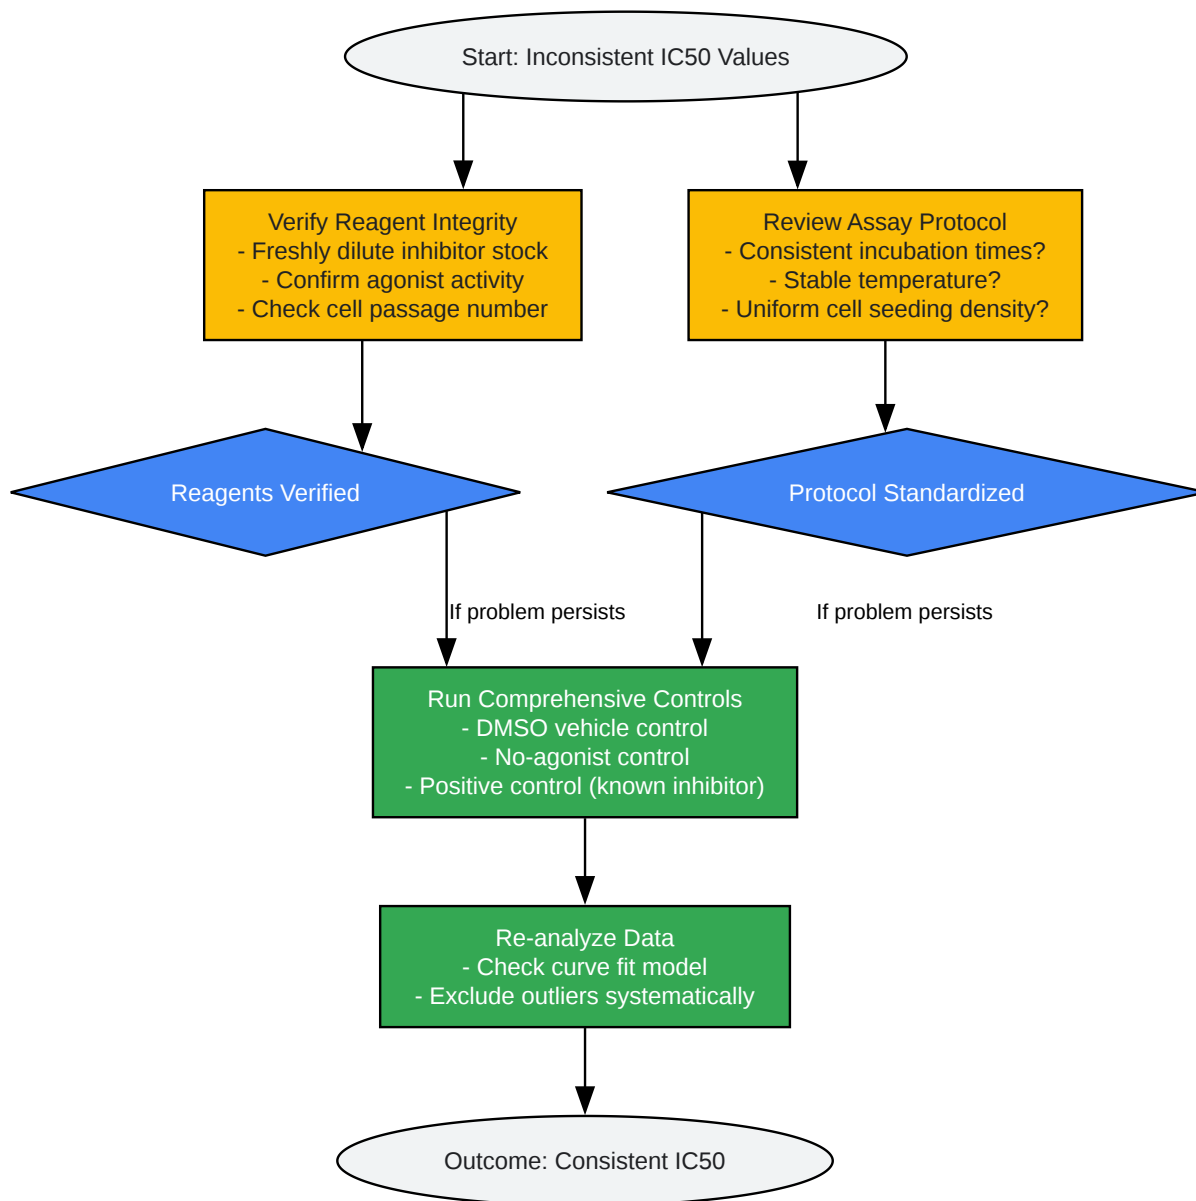 Start: Inconsistent IC50 Values
Verify Reagent Integrity
- Freshly dilute inhibitor stock
- Confirm agonist activity
- Check cell passage number
Review Assay Protocol
- Consistent incubation times?
- Stable temperature?
- Uniform cell seeding density?
Reagents Verified
Protocol Standardized
If problem persists
If problem persists
Run Comprehensive Controls
- DMSO vehicle control
- No-agonist control
- Positive control (known inhibitor)
Re-analyze Data
- Check curve fit model
- Exclude outliers systematically
Outcome: Consistent IC50